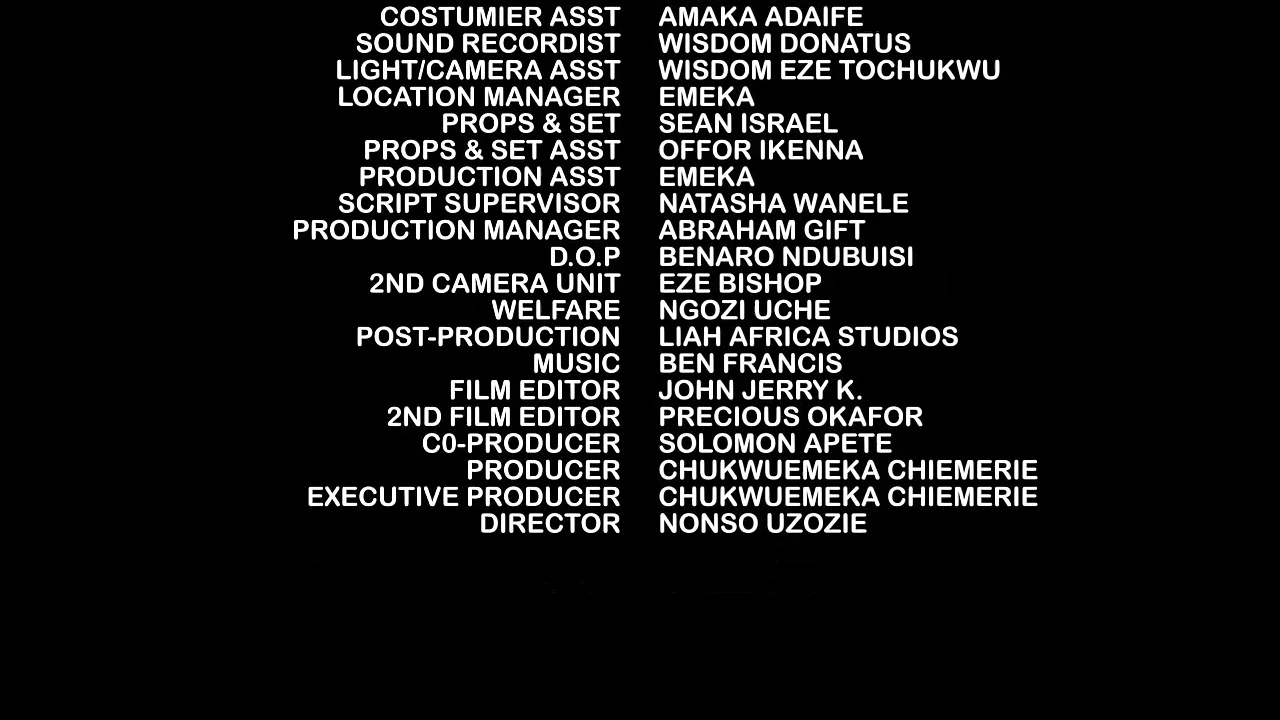 COSTUMIER ASST AMAKA ADAIFE
SOUND RECORDIST WISDOM DONATUS
LIGHT/CAMERA ASST WISDOM EZE TOCHUKWU
LOCATION MANAGER EMEKA
PROPS & SET SEAN ISRAEL
PROPS & SET ASST OFFOR IKENNA
PRODUCTION ASST EMEKA
SCRIPT SUPERVISOR NATASHA WANELE
PRODUCTION MANAGER ABRAHAM GIFT
D.O.P BENARO NDUBUISI
2ND CAMERA UNIT EZE BISHOP
WELFARE NGOZI UCHE
POST-PRODUCTION LIAH AFRICA STUDIOS
MUSIC BEN FRANCIS
FILM EDITOR JOHN JERRY K.
2ND FILM EDITOR PRECIOUS OKAFOR
C0-PRODUCER SOLOMON APETE
PRODUCER CHUKWUEMEKA CHIEMERIE
EXECUTIVE PRODUCER CHUKWUEMEKA CHIEMERIE
DIRECTOR NONSO UZOZIE